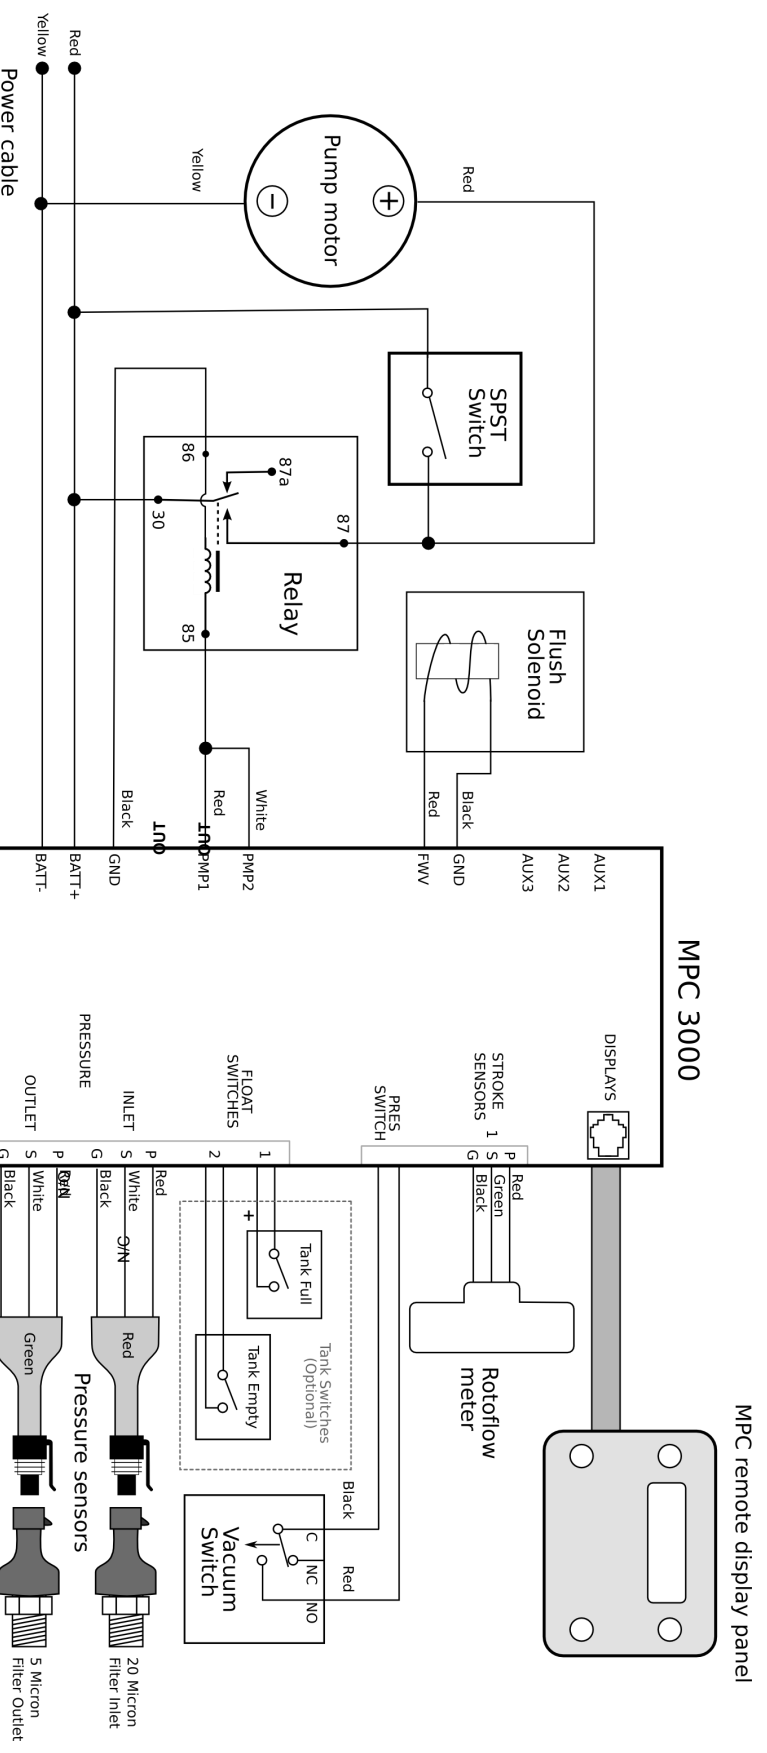 MPC remote display panel
MPC 3000
DISPLAYS
AUX1
AUX2
AUX3
GND
FWV
PMP2
PMP1
GND
BATT+
BATT-
STROKE
SENSORS
1
P
S
G
PRES
SWITCH
FLOAT
SWITCHES
1
2
PRESSURE
INLET
P
S
G
OUTLET
P
S
G
Yellow
Red
Power cable
Pump motor
+
−
Yellow
Red
SPST
Switch
Relay
86
87a
30
87
85
Flush
Solenoid
Red
Black
White
Red
Black
OUT
OUT
Red
Green
Black
Rotoflow
meter
+
Tank Full
Tank Empty
Tank Switches
(Optional)
Black
Red
Vacuum
Switch
C
NC
NO
Red
White
Black
N/C
Red
White
Black
Red
Green
Pressure sensors
20 Micron
Filter Inlet
5 Micron
Filter Outlet